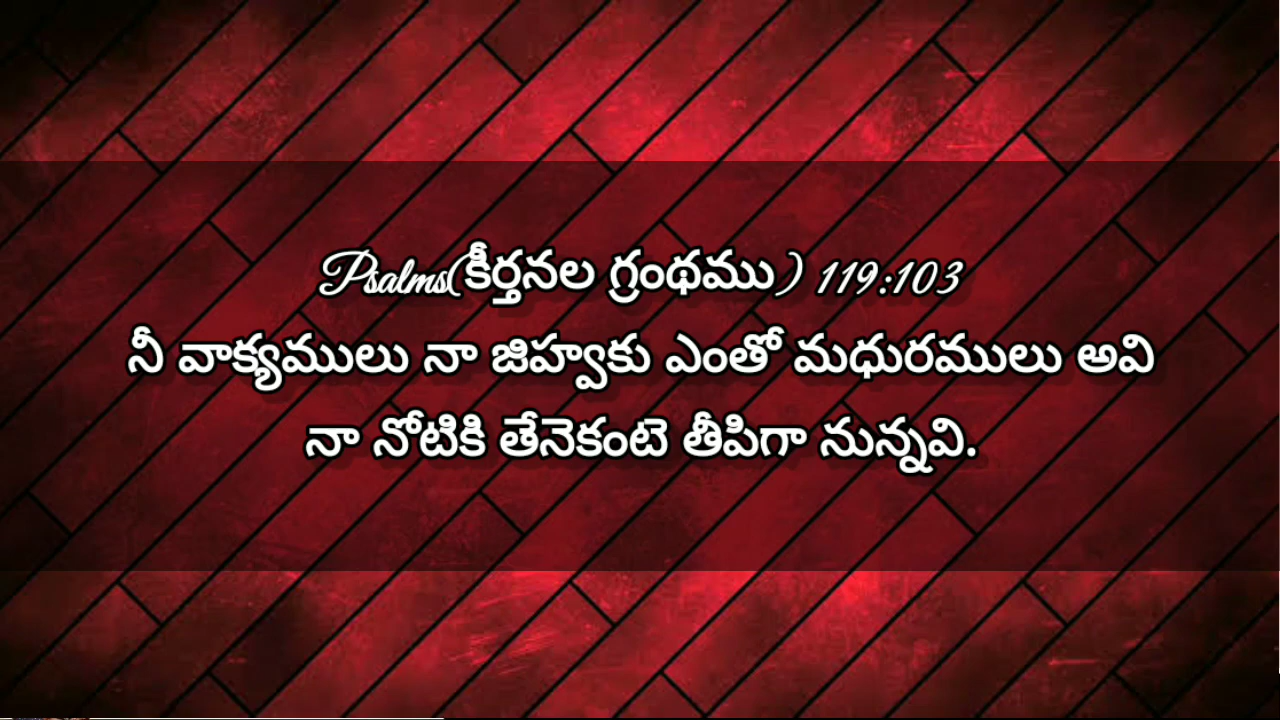 Psalms(కీర్తనల గ్రంథము) 119:103
నీ వాక్యములు నా జిహ్వకు ఎంతో మధురములు అవి
నా నోటికి తేనెకంటె తీపిగా నున్నవి.